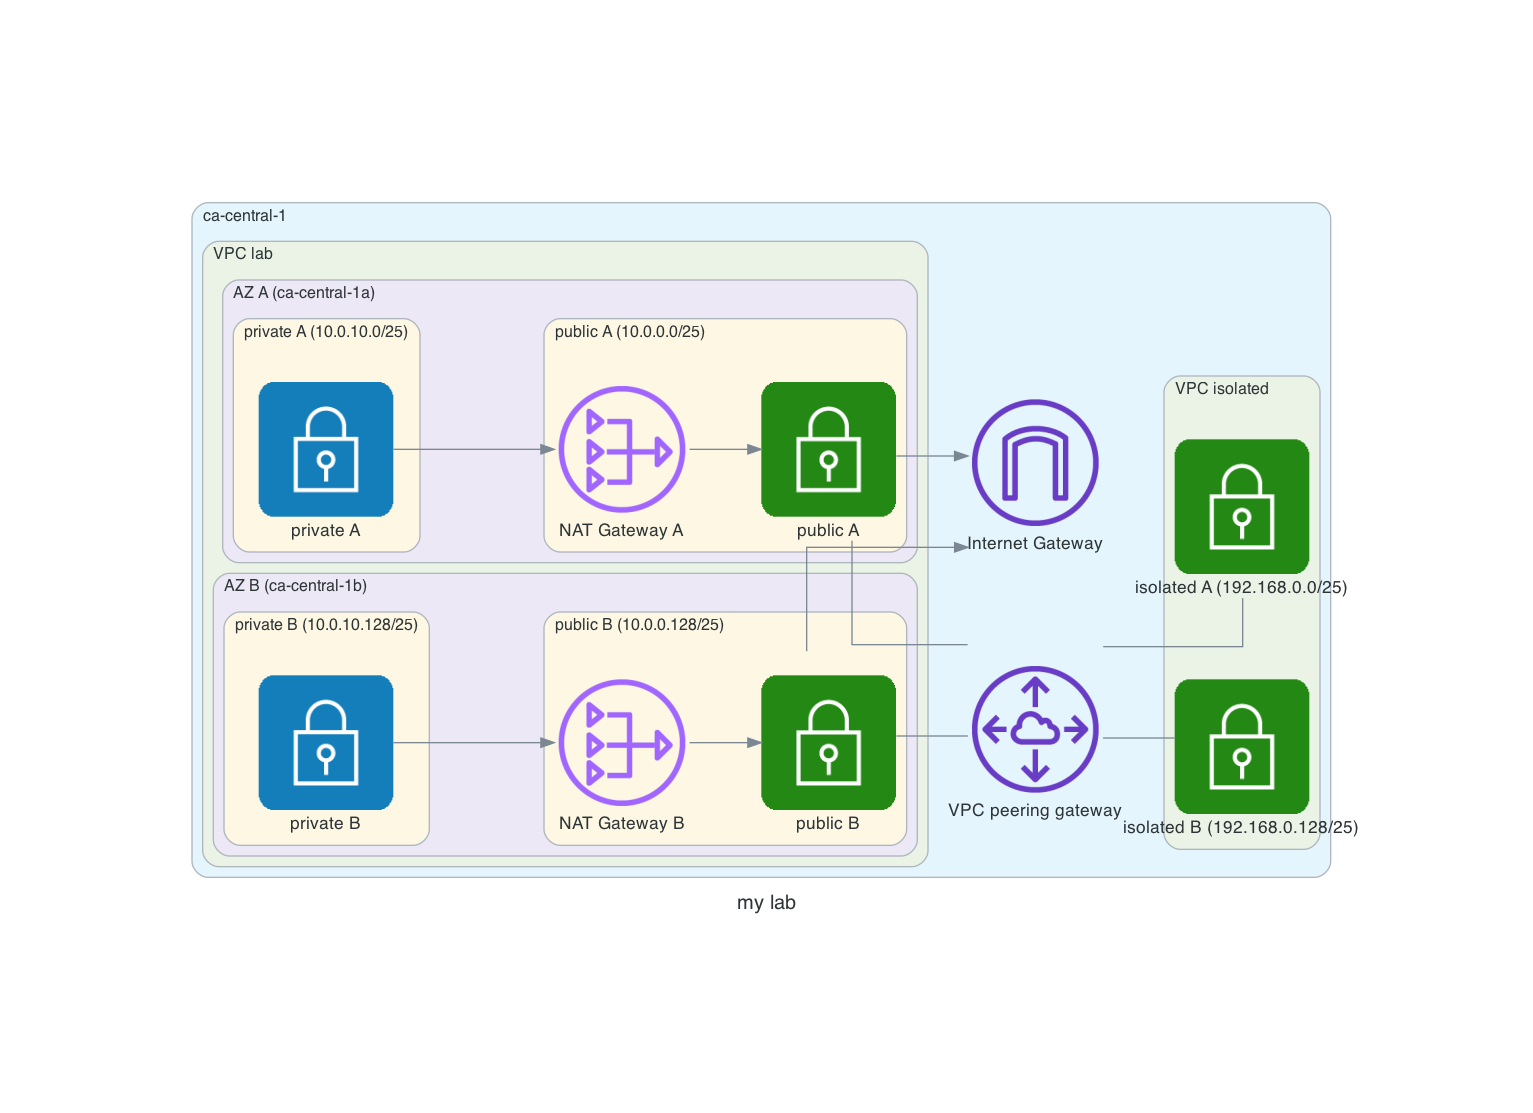 ca-central-1
VPC lab
AZ A (ca-central-1a)
private A (10.0.10.0/25)
public A (10.0.0.0/25)
private A
NAT Gateway A
public A
Internet Gateway
VPC isolated
isolated A (192.168.0.0/25)
AZ B (ca-central-1b)
private B (10.0.10.128/25)
public B (10.0.0.128/25)
private B
NAT Gateway B
public B
VPC peering gateway
isolated B (192.168.0.128/25)
my lab